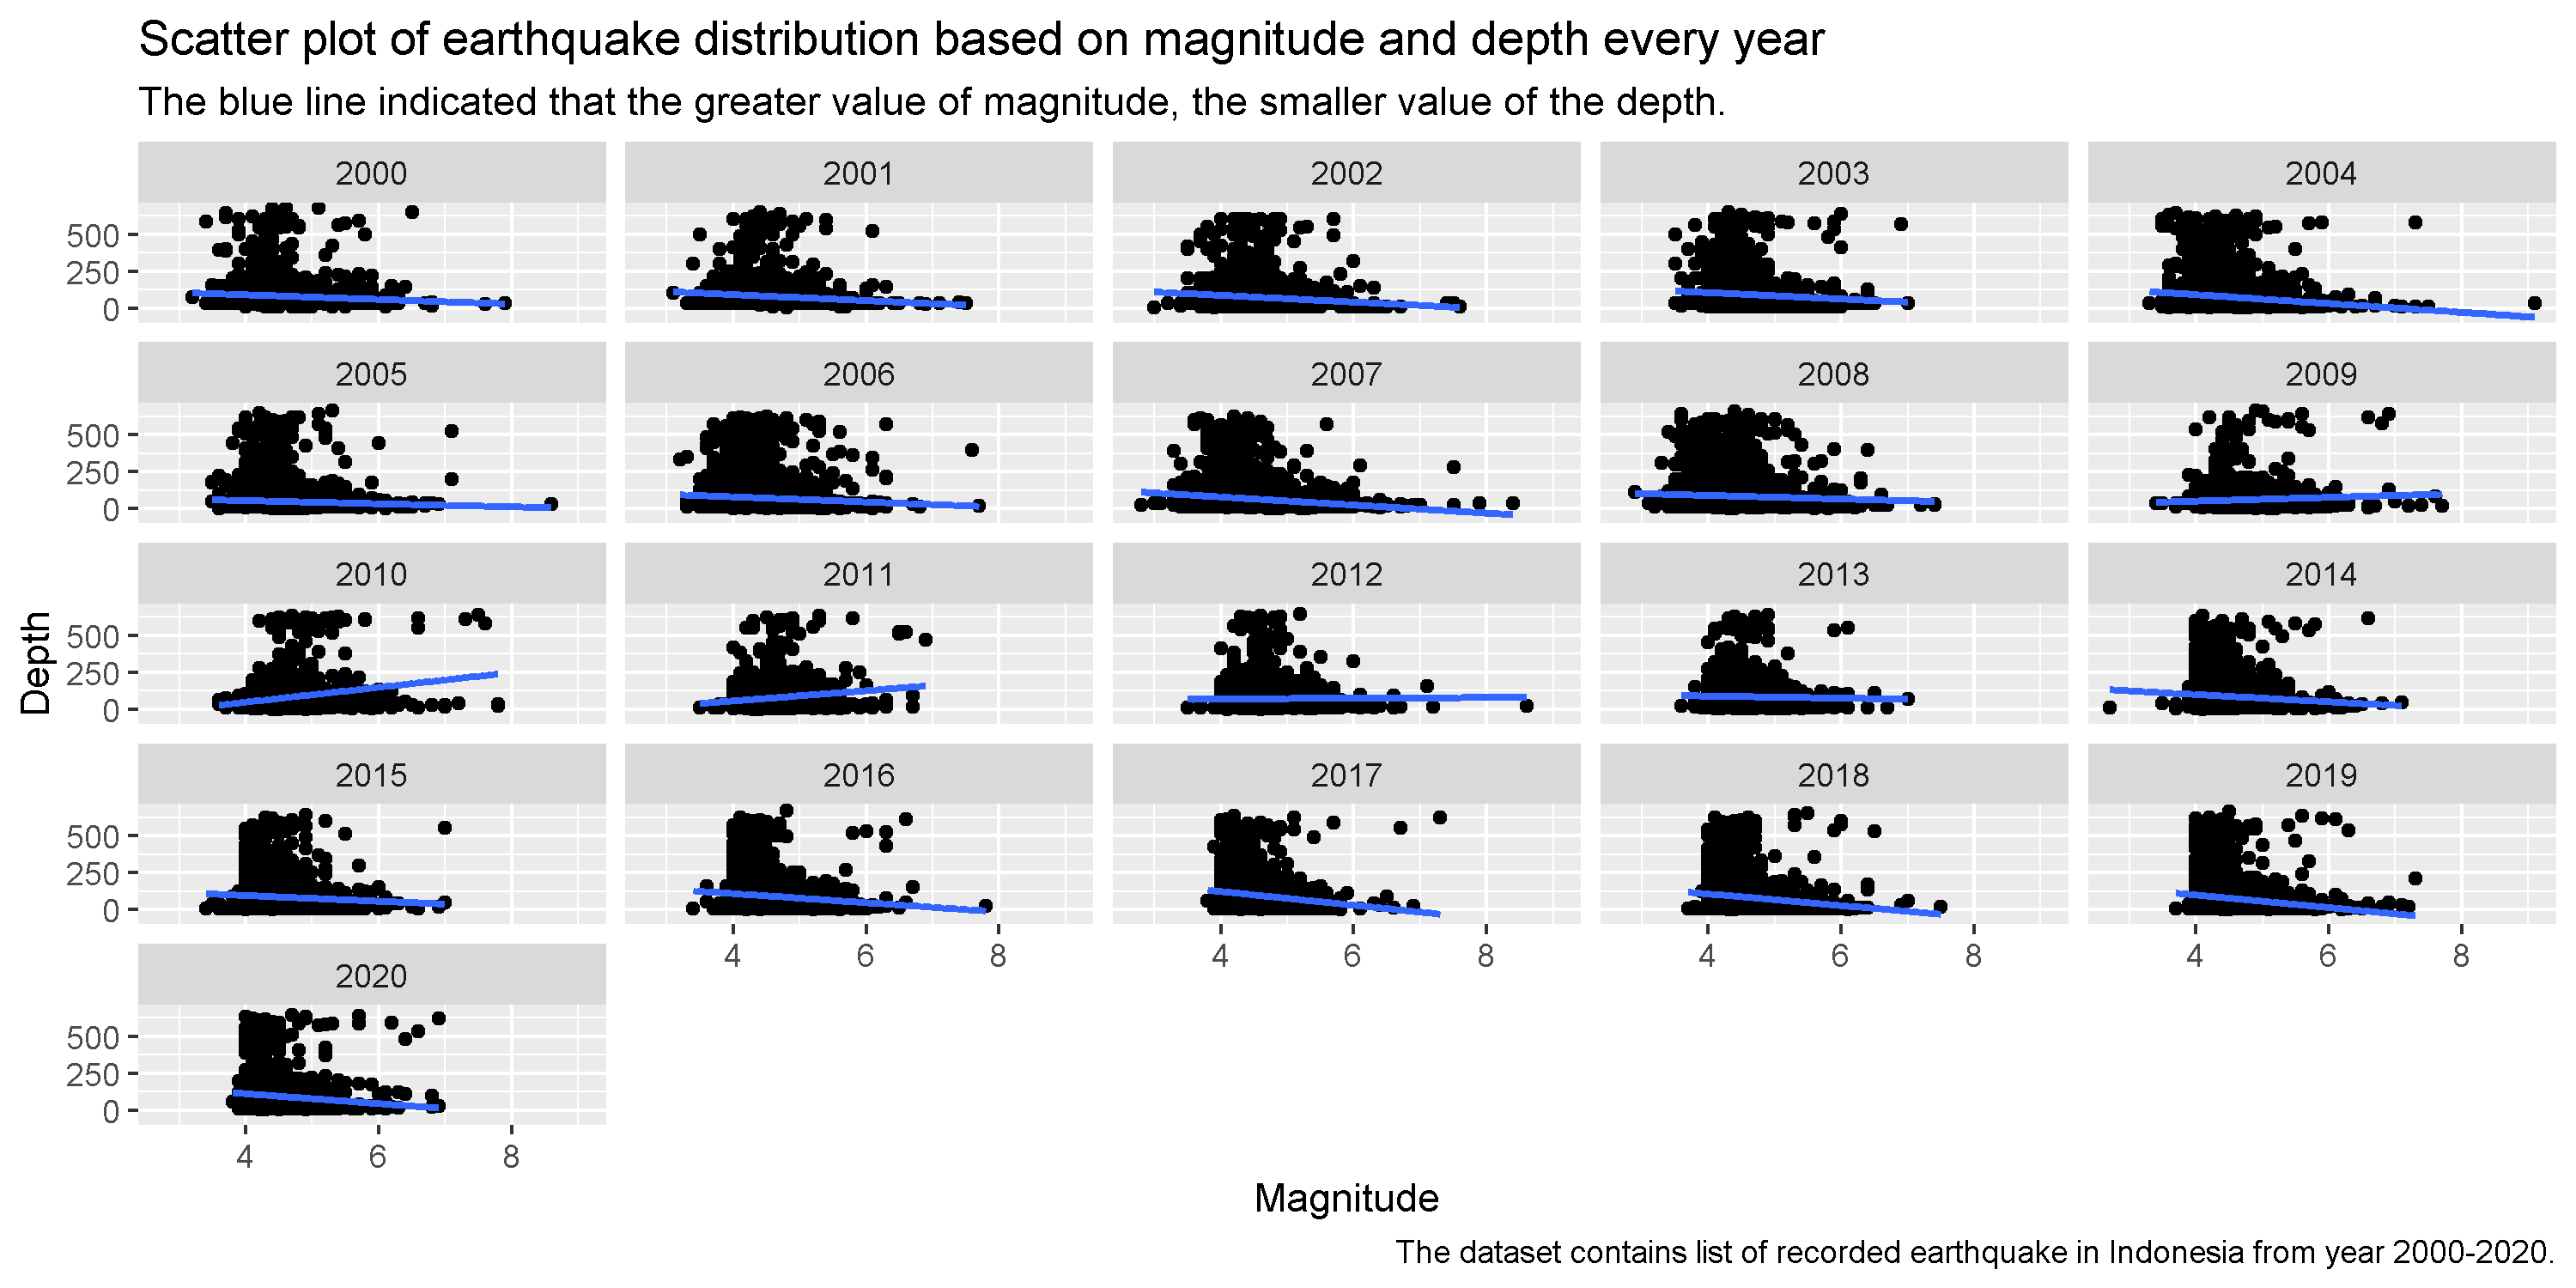 Scatter plot of earthquake distribution based on magnitude and depth every year
The blue line indicated that the greater value of magnitude, the smaller value of the depth.
2000 2001 2002 2003 2004
500
250
0
2005 2006 2007 2008 2009
500
250
0
2010 2011 2012 2013 2014
500
250
0
Depth
2015 2016 2017 2018 2019
500
250
0
4 6 8 4 6 8 4 6 8 4 6 8
2020
500
250
0
4 6 8
Magnitude
The dataset contains list of recorded earthquake in Indonesia from year 2000-2020.